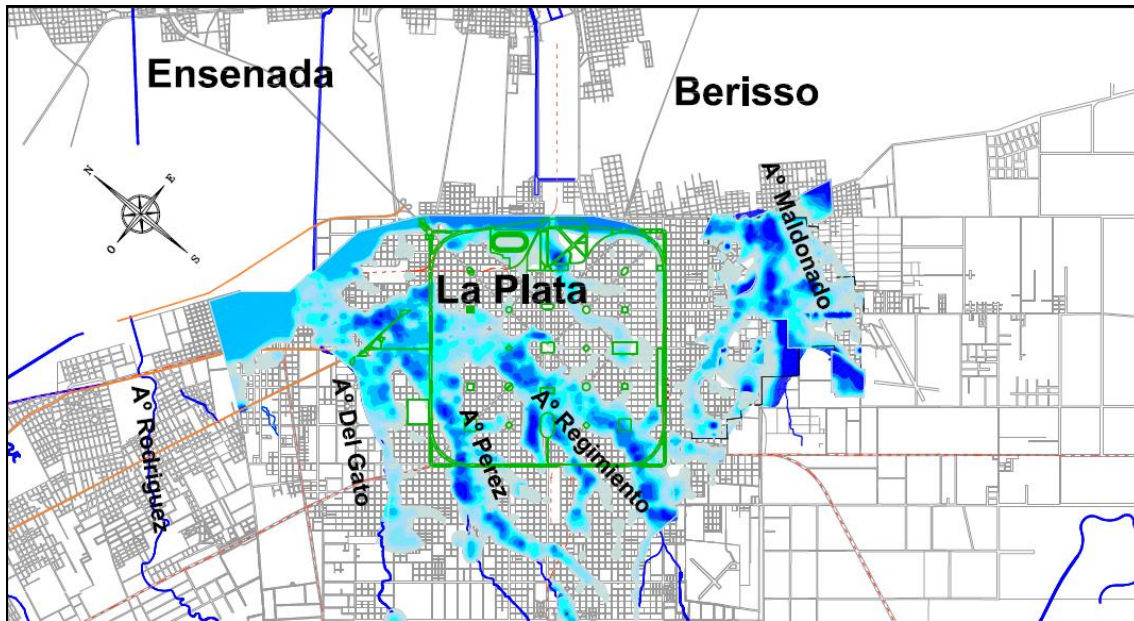 Ensenada
Berisso
N
E
O
S
La Plata
Aº Maldonado
Aº Rodriguez
Aº Del Gato
Aº Perez
Aº Regimiento